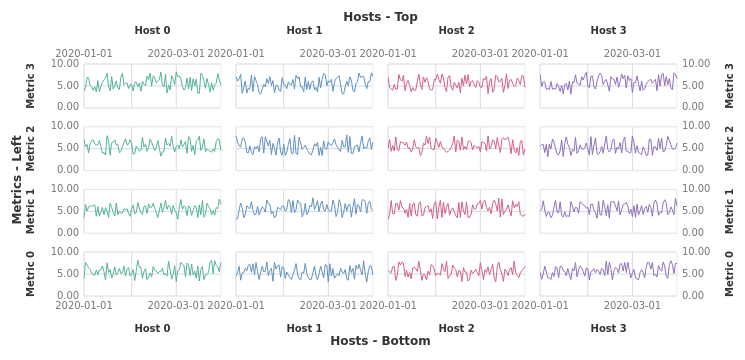 Hosts - Top
Host 0 Host 1 Host 2 Host 3
2020-01-01 2020-03-01 2020-01-01 2020-03-01 2020-01-01 2020-03-01 2020-01-01 2020-03-01
Metrics - Left
Metric 3 10.00 5.00 0.00 10.00 5.00 0.00 Metric 3
Metric 2 10.00 5.00 0.00 10.00 5.00 0.00 Metric 2
Metric 1 10.00 5.00 0.00 10.00 5.00 0.00 Metric 1
Metric 0 10.00 5.00 0.00 10.00 5.00 0.00 Metric 0
2020-01-01 2020-03-01 2020-01-01 2020-03-01 2020-01-01 2020-03-01 2020-01-01 2020-03-01
Host 0 Host 1 Host 2 Host 3
Hosts - Bottom